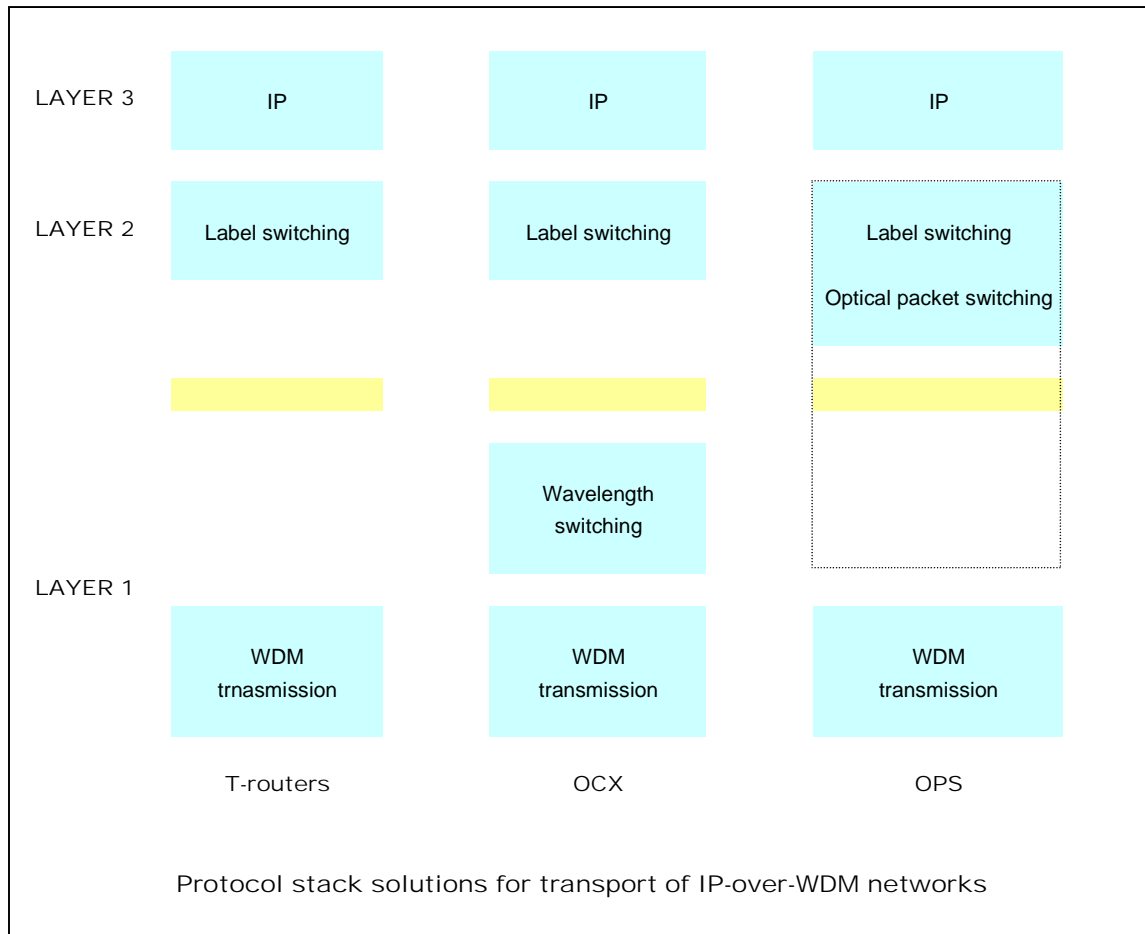 LAYER 3
IP
IP
IP
LAYER 2
Label switching
Label switching
Label switching
Optical packet switching
Wavelength
switching
LAYER 1
WDM
trnasmission
WDM
transmission
WDM
transmission
T-routers
OCX
OPS
Protocol stack solutions for transport of IP-over-WDM networks